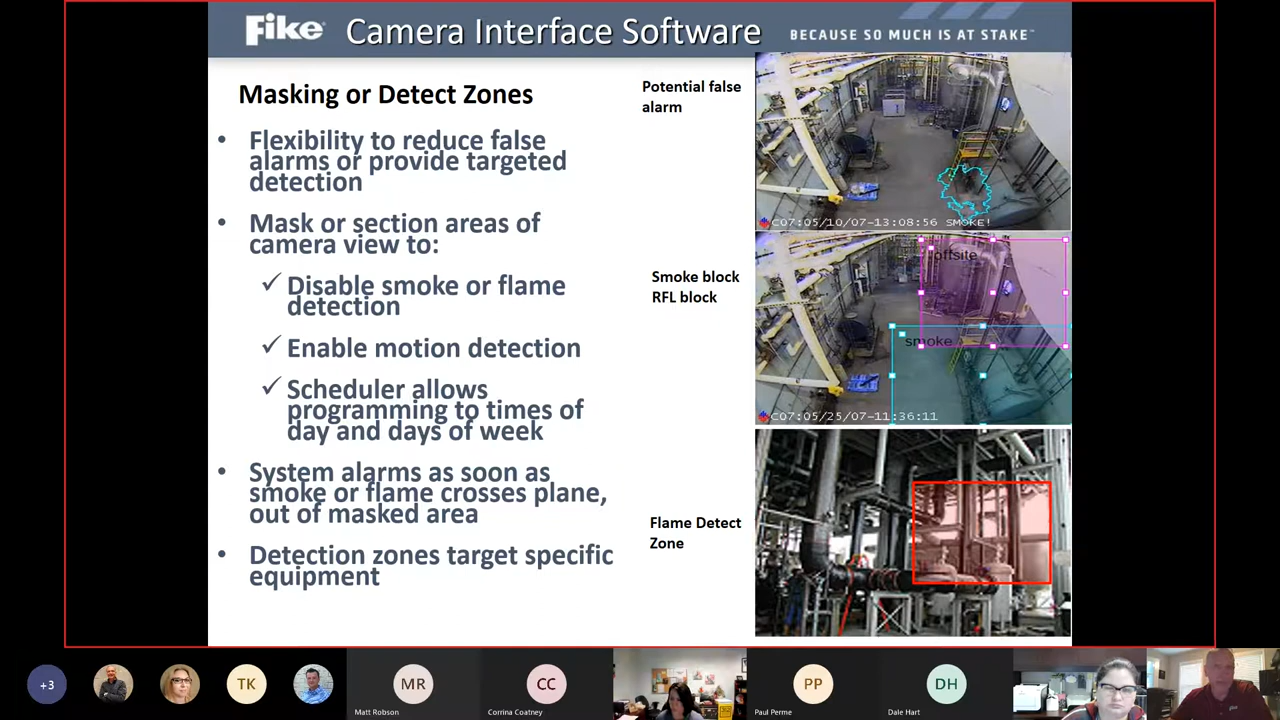 Fike
Camera Interface Software
BECAUSE SO MUCH IS AT STAKE™
Masking or Detect Zones
• Flexibility to reduce false
alarms or provide targeted
detection
• Mask or section areas of
camera view to:
✓ Disable smoke or flame
detection
✓ Enable motion detection
✓ Scheduler allows
programming to times of
day and days of week
• System alarms as soon as
smoke or flame crosses plane,
out of masked area
• Detection zones target specific
equipment
Potential false
alarm
C07:05/10/07-13:08:56 SMOKE!
Smoke block
RFL block
offsite
smoke
C07:05/25/07-11:36:11
Flame Detect
Zone
+3
TK
MR
Matt Robson
CC
Corrina Coatney
PP
Paul Perme
DH
Dale Hart